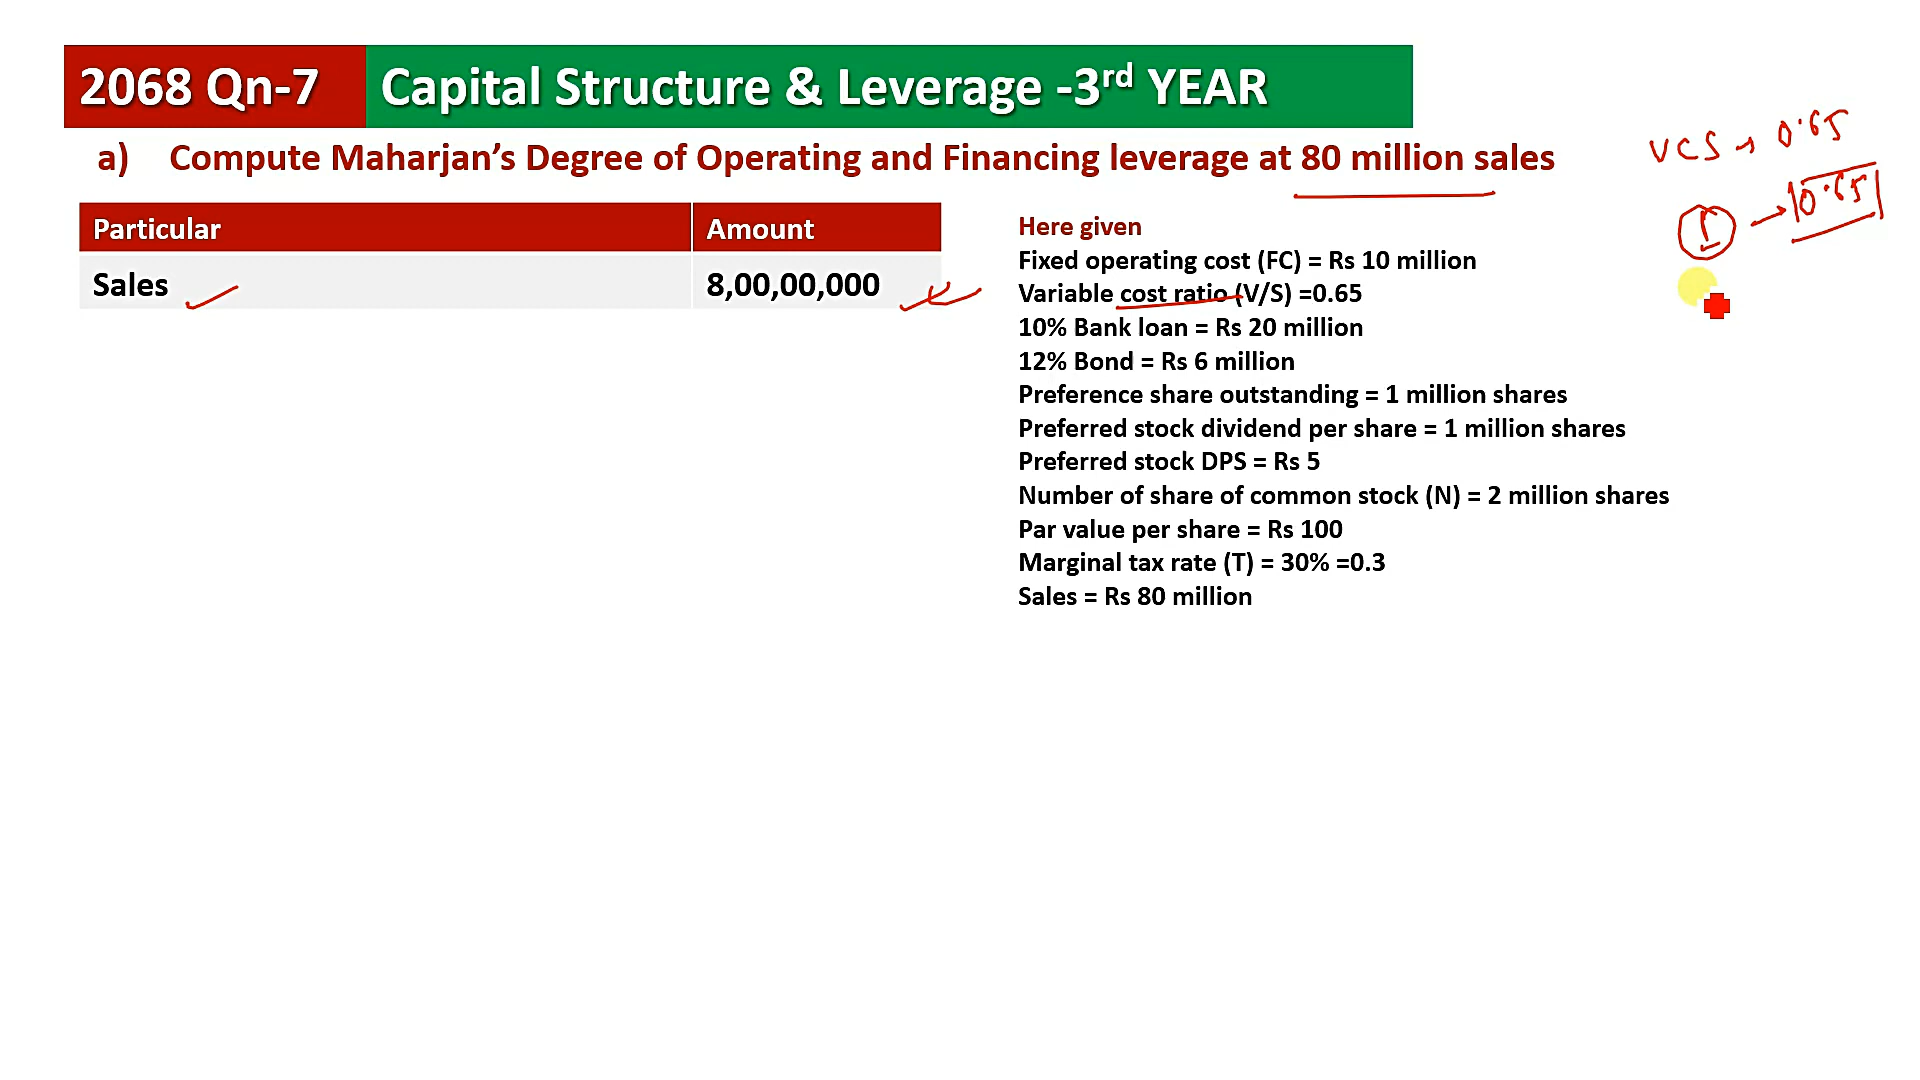 2068 Qn-7 Capital Structure & Leverage -3rd YEAR
a) Compute Maharjan's Degree of Operating and Financing leverage at 80 million sales
VCS → 0.65
1 → 0.65
Particular Amount
Sales 8,00,00,000
Here given
Fixed operating cost (FC) = Rs 10 million
Variable cost ratio (V/S) =0.65
10% Bank loan = Rs 20 million
12% Bond = Rs 6 million
Preference share outstanding = 1 million shares
Preferred stock dividend per share = 1 million shares
Preferred stock DPS = Rs 5
Number of share of common stock (N) = 2 million shares
Par value per share = Rs 100
Marginal tax rate (T) = 30% =0.3
Sales = Rs 80 million